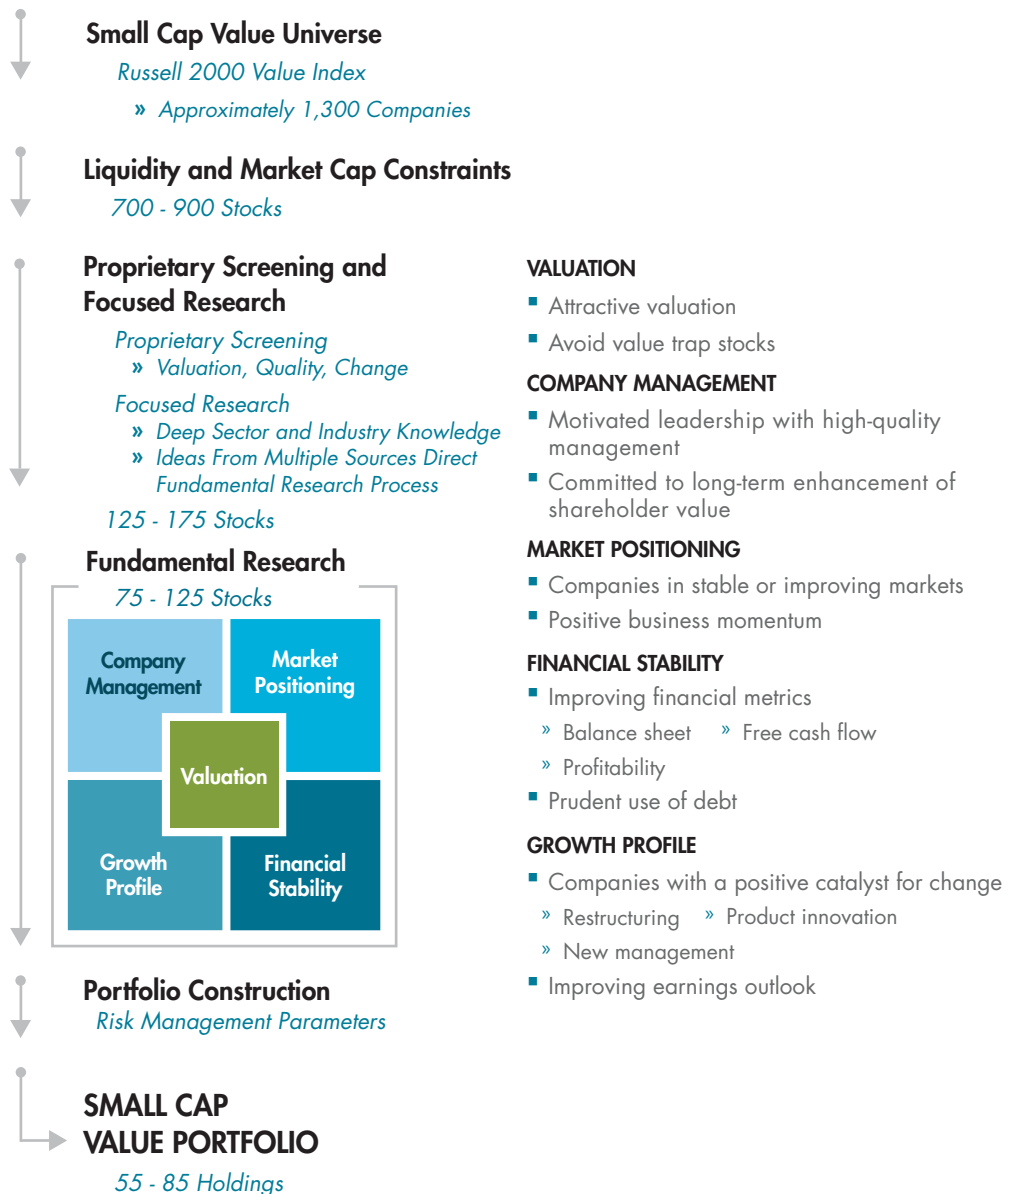 Small Cap Value Universe
Russell 2000 Value Index
» Approximately 1,300 Companies
Liquidity and Market Cap Constraints
700 - 900 Stocks
Proprietary Screening and
Focused Research
Proprietary Screening
» Valuation, Quality, Change
Focused Research
» Deep Sector and Industry Knowledge
» Ideas From Multiple Sources Direct
Fundamental Research Process
125 - 175 Stocks
Fundamental Research
75 - 125 Stocks
Company
Management
Market
Positioning
Valuation
Growth
Profile
Financial
Stability
Portfolio Construction
Risk Management Parameters
SMALL CAP
VALUE PORTFOLIO
55 - 85 Holdings
VALUATION
▪ Attractive valuation
▪ Avoid value trap stocks
COMPANY MANAGEMENT
▪ Motivated leadership with high-quality
management
▪ Committed to long-term enhancement of
shareholder value
MARKET POSITIONING
▪ Companies in stable or improving markets
▪ Positive business momentum
FINANCIAL STABILITY
▪ Improving financial metrics
» Balance sheet » Free cash flow
» Profitability
▪ Prudent use of debt
GROWTH PROFILE
▪ Companies with a positive catalyst for change
» Restructuring » Product innovation
» New management
▪ Improving earnings outlook